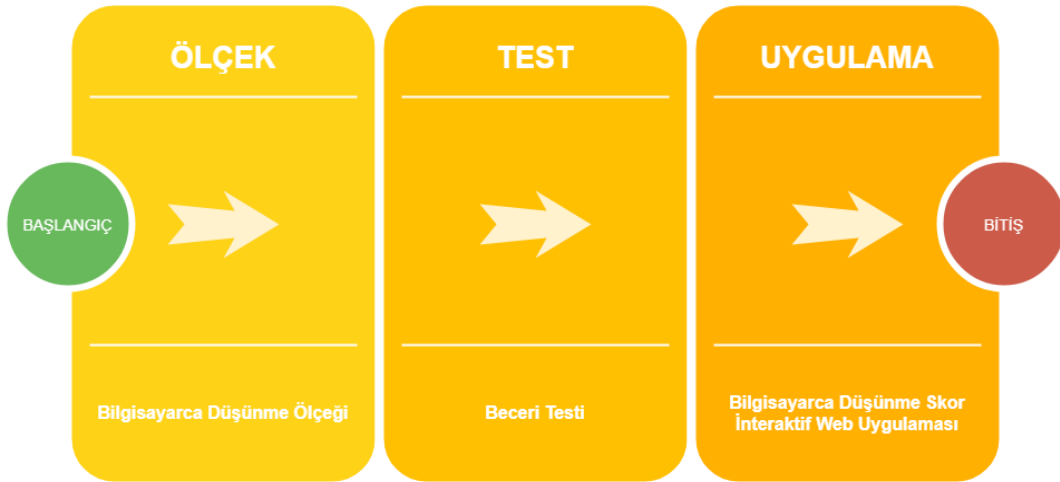 ÖLÇEK
TEST
UYGULAMA
BAŞLANGIÇ
BİTİŞ
Bilgisayarca Düşünme Ölçeği
Beceri Testi
Bilgisayarca Düşünme Skor
İnteraktif Web Uygulaması